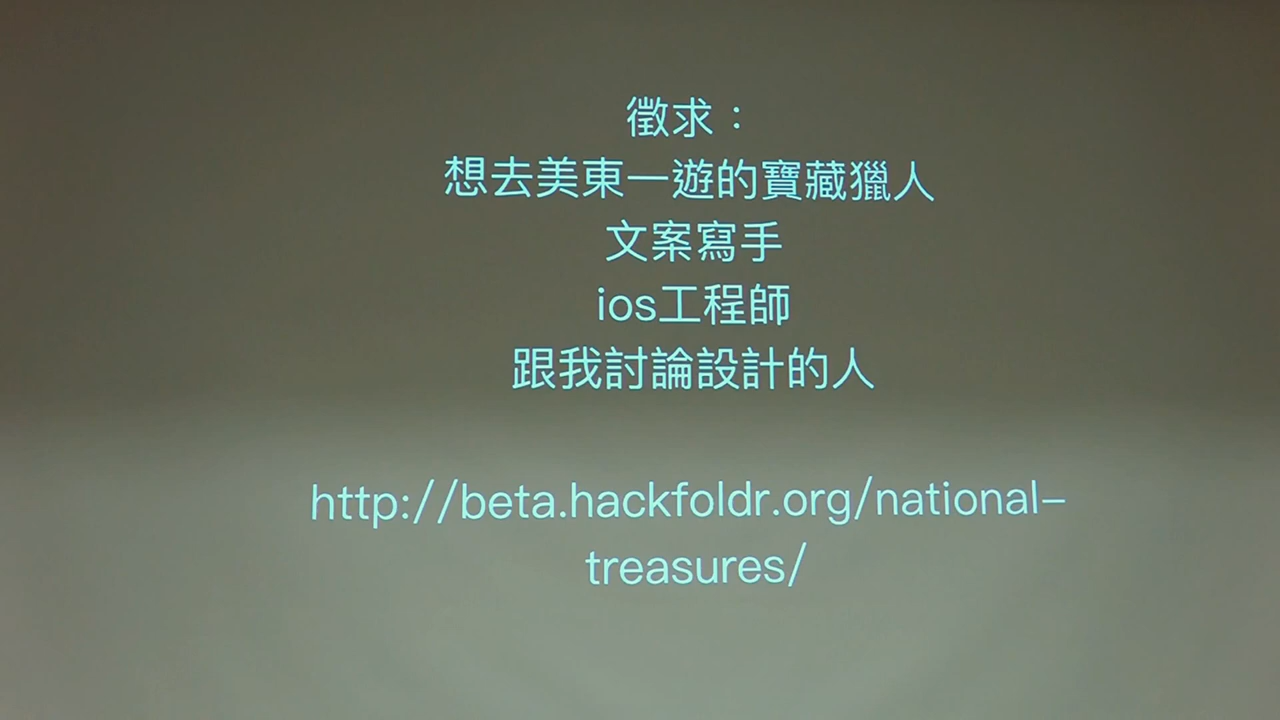 徵求：
想去美東一遊的寶藏獵人
文案寫手
ios工程師
跟我討論設計的人
http://beta.hackfoldr.org/national-
treasures/